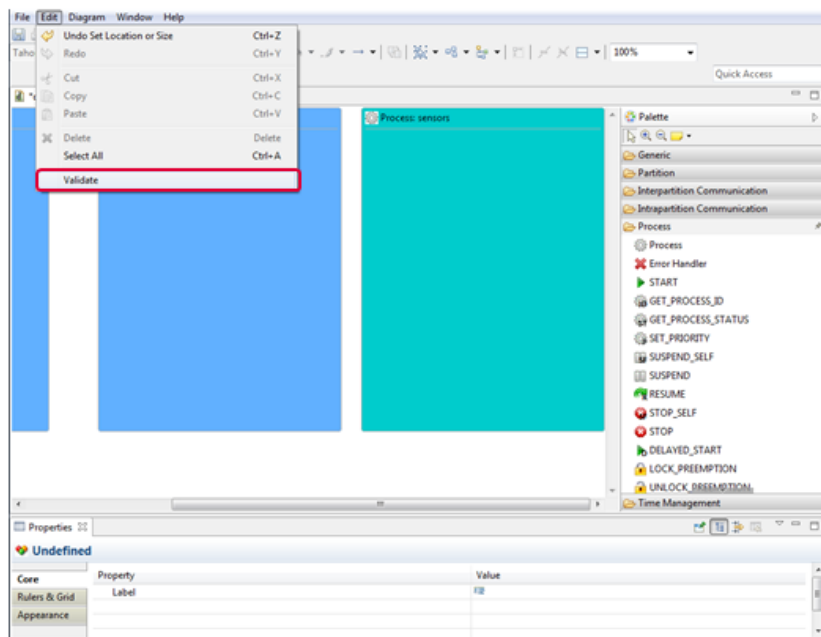 File Edit Diagram Window Help
Undo Set Location or Size Ctrl+Z
Taho
Redo Ctrl+Y
100%
Cut Ctrl+X
Quick Access
Copy Ctrl+C
Paste Ctrl+V
Process: sensors
Palette
Delete Delete
Select All Ctrl+A
Generic
Validate
Partition
Interpartition Communication
Intrapartition Communication
Process
Process
Error Handler
START
GET_PROCESS_ID
GET_PROCESS_STATUS
SET_PRIORITY
SUSPEND_SELF
SUSPEND
RESUME
STOP_SELF
STOP
DELAYED_START
LOCK_PREEMPTION
UNLOCK_PREEMPTION
Time Management
Properties
Undefined
Core
Property Value
Label
Rulers & Grid
Appearance